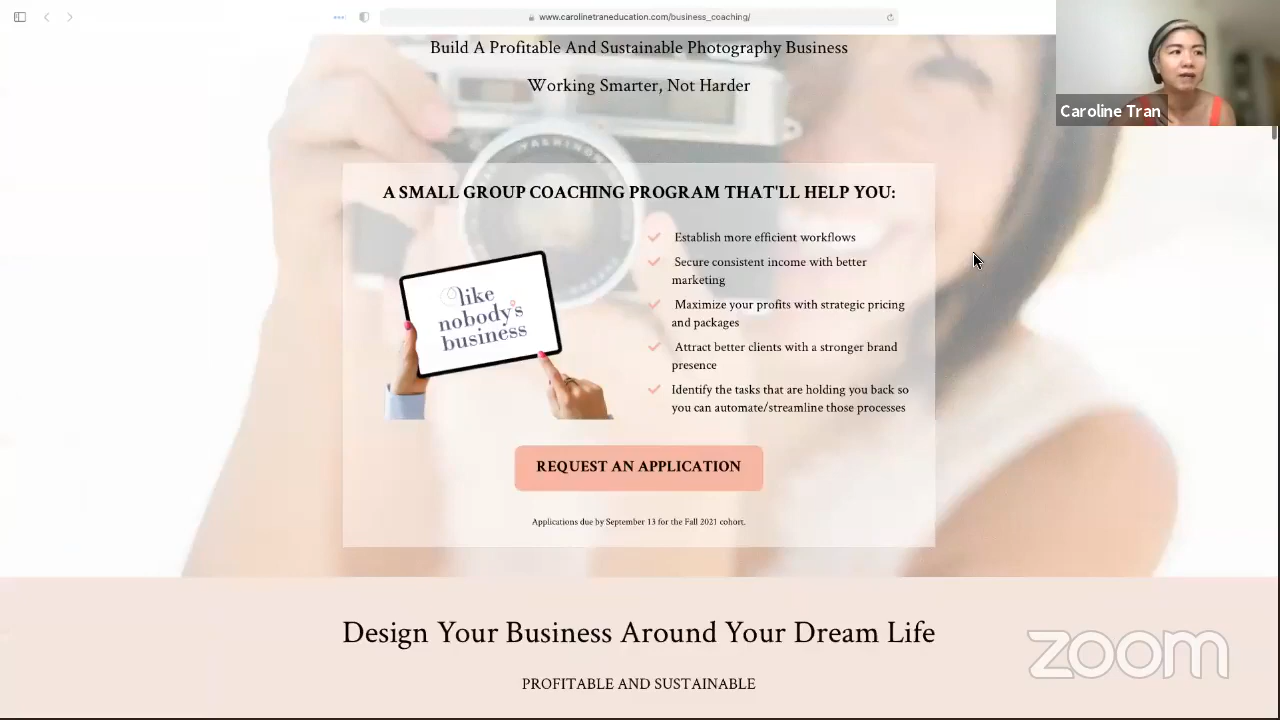 www.carolinetraneducation.com/business_coaching/
Caroline Tran
Build A Profitable And Sustainable Photography Business
Working Smarter, Not Harder
YASHINON
A SMALL GROUP COACHING PROGRAM THAT'LL HELP YOU:
like
nobody's
business
Establish more efficient workflows
Secure consistent income with better
marketing
Maximize your profits with strategic pricing
and packages
Attract better clients with a stronger brand
presence
Identify the tasks that are holding you back so
you can automate/streamline those processes
REQUEST AN APPLICATION
Applications due by September 13 for the Fall 2021 cohort.
Design Your Business Around Your Dream Life
PROFITABLE AND SUSTAINABLE
zoom